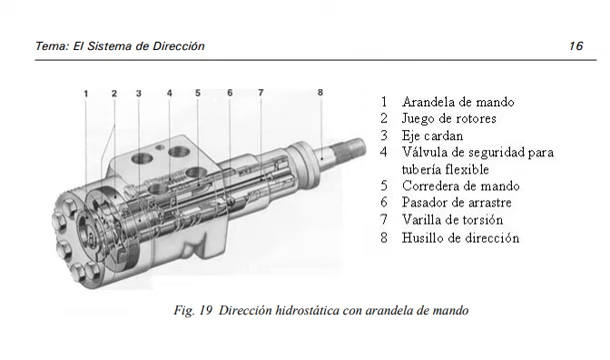 Tema: El Sistema de Dirección 16
1 2 3 4 5 6 7 8
1 Arandela de mando
2 Juego de rotores
3 Eje cardan
4 Válvula de seguridad para
tubería flexible
5 Corredera de mando
6 Pasador de arrastre
7 Varilla de torsión
8 Husillo de dirección
Fig. 19 Dirección hidrostática con arandela de mando